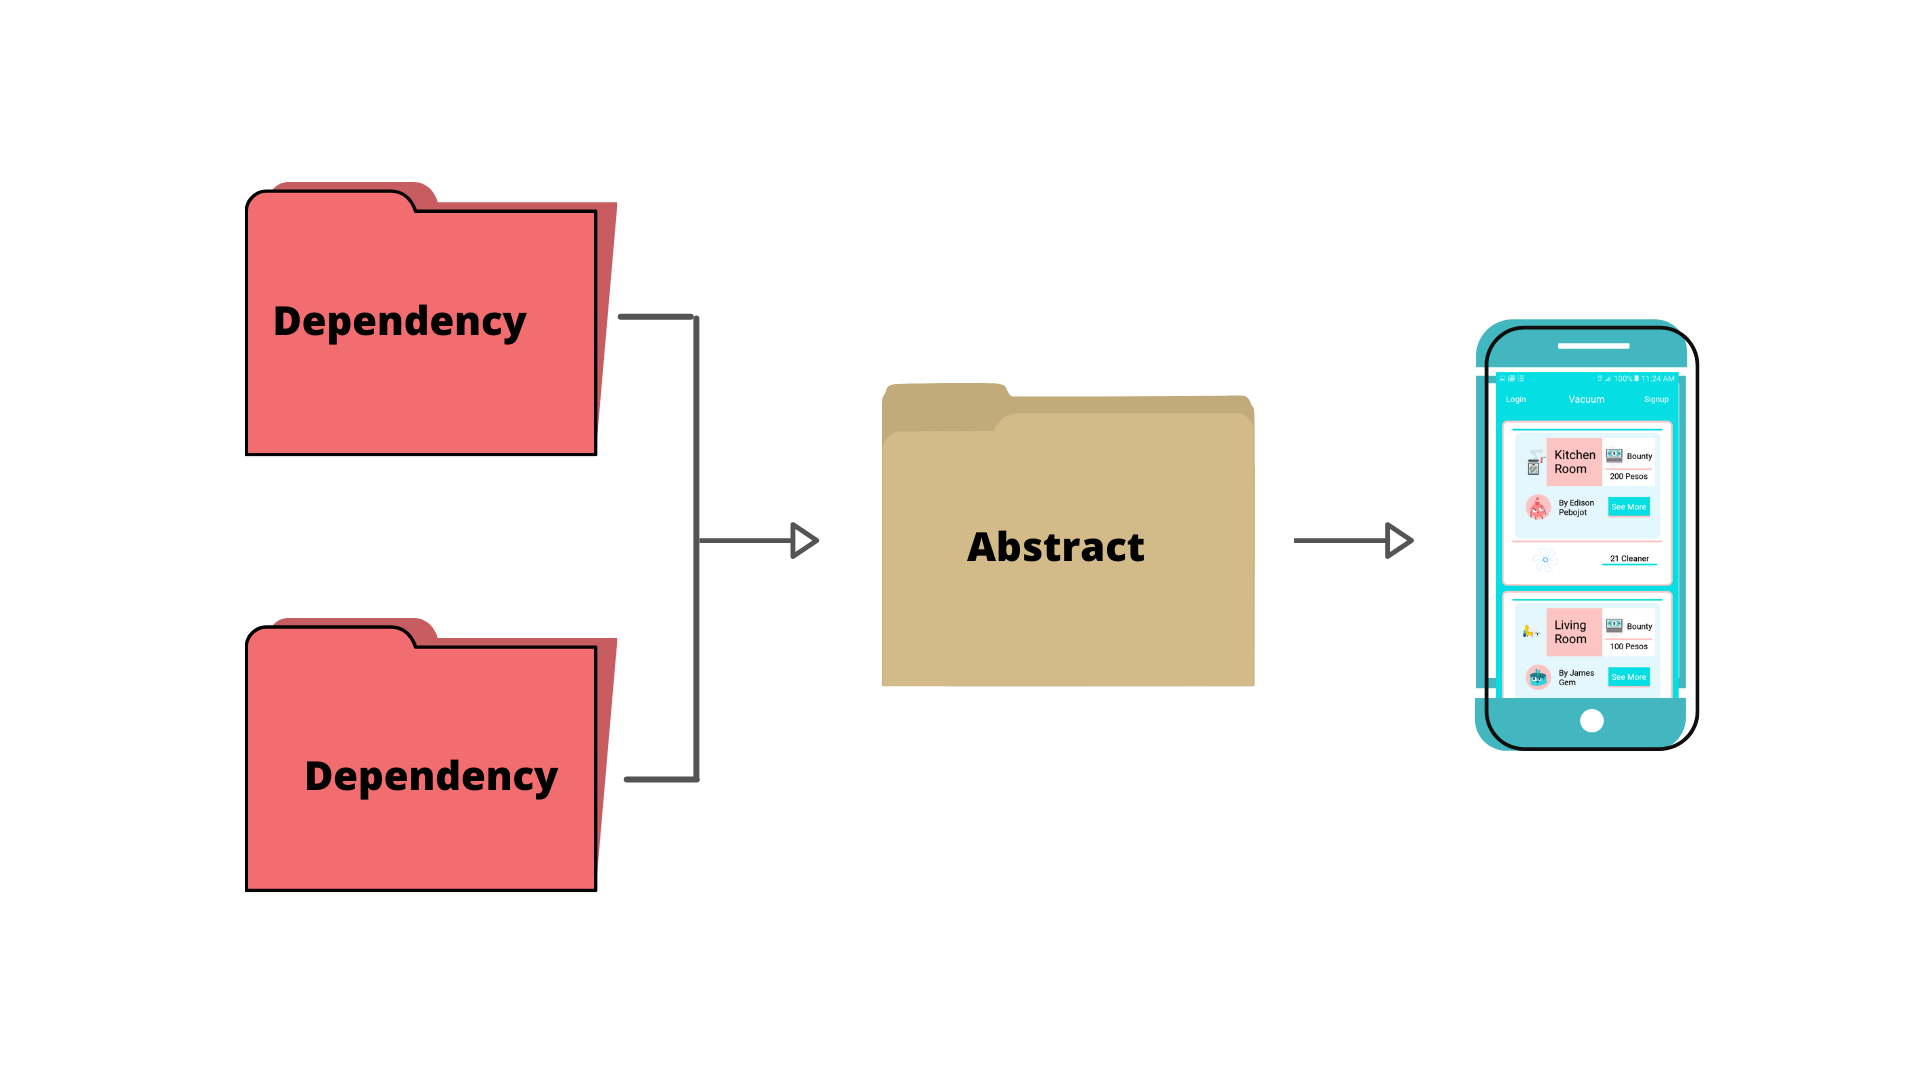 Dependency
Dependency
Abstract
100% 11:24 AM
Login Vacuum Signup
Kitchen
Room
Bounty
200 Pesos
By Edison
Pebojot
See More
21 Cleaner
Living
Room
Bounty
100 Pesos
By James
Gem
See More